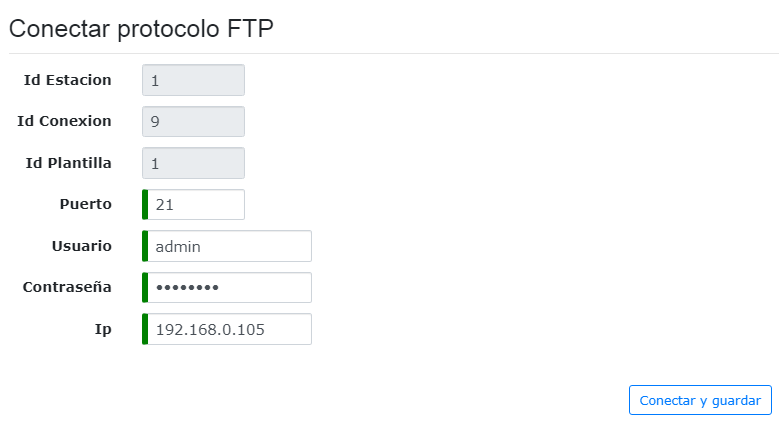 Conectar protocolo FTP
Id Estacion 1
Id Conexion 9
Id Plantilla 1
Puerto 21
Usuario admin
Contraseña ••••••••
Ip 192.168.0.105
Conectar y guardar